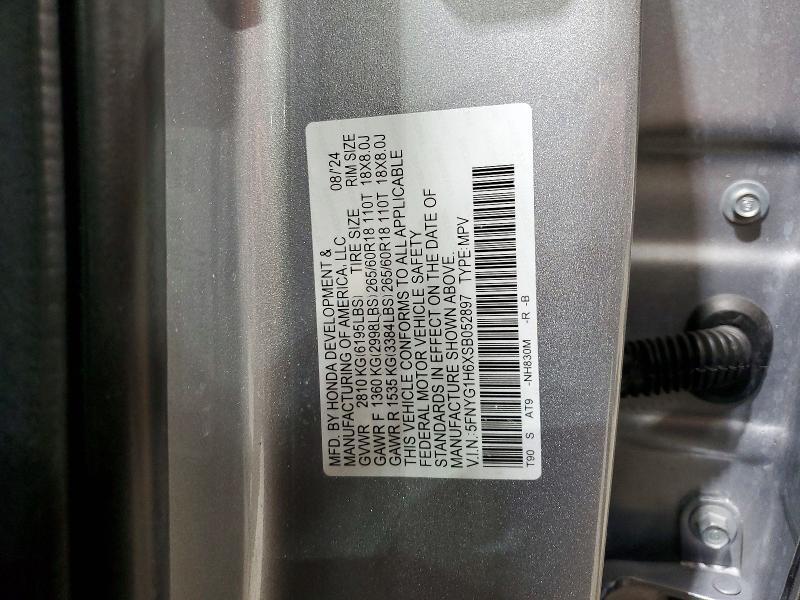 MFD. BY HONDA DEVELOPMENT &
MANUFACTURING OF AMERICA, LLC 08/'24
GVWR 2810 KG(6195LBS) TIRE SIZE RIM SIZE
GAWR F 1360 KG(2998LBS)265/60R18 110T 18X8.0J
GAWR R 1535 KG(3384LBS)265/60R18 110T 18X8.0J
THIS VEHICLE CONFORMS TO ALL APPLICABLE
FEDERAL MOTOR VEHICLE SAFETY
STANDARDS IN EFFECT ON THE DATE OF
MANUFACTURE SHOWN ABOVE.
V.I.N.:5FNYG1H6XSB052897 TYPE:MPV
T90 S AT9 -NH830M -R -B